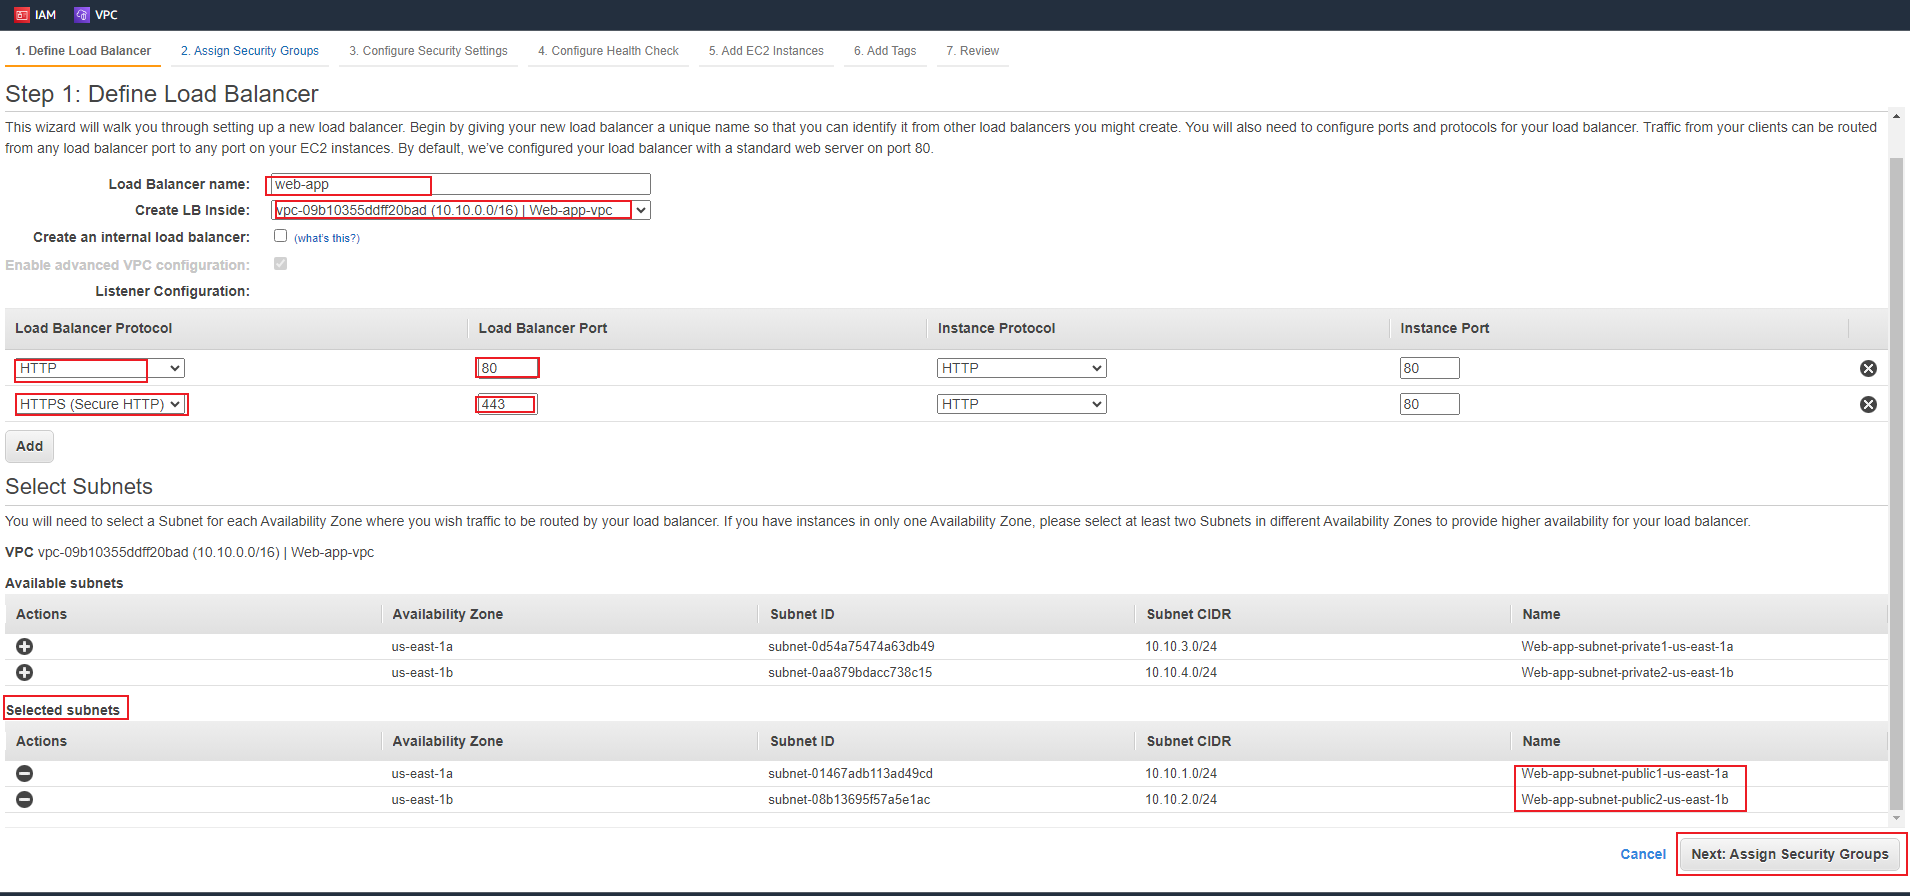 IAM VPC
1. Define Load Balancer 2. Assign Security Groups 3. Configure Security Settings 4. Configure Health Check 5. Add EC2 Instances 6. Add Tags 7. Review
Step 1: Define Load Balancer
This wizard will walk you through setting up a new load balancer. Begin by giving your new load balancer a unique name so that you can identify it from other load balancers you might create. You will also need to configure ports and protocols for your load balancer. Traffic from your clients can be routed
from any load balancer port to any port on your EC2 instances. By default, we've configured your load balancer with a standard web server on port 80.
Load Balancer name: web-app
Create LB Inside: vpc-09b10355ddff20bad (10.10.0.0/16) | Web-app-vpc
Create an internal load balancer: (what's this?)
Enable advanced VPC configuration:
Listener Configuration:
Load Balancer Protocol Load Balancer Port Instance Protocol Instance Port
HTTP 80 HTTP 80
HTTPS (Secure HTTP) 443 HTTP 80
Add
Select Subnets
You will need to select a Subnet for each Availability Zone where you wish traffic to be routed by your load balancer. If you have instances in only one Availability Zone, please select at least two Subnets in different Availability Zones to provide higher availability for your load balancer.
VPC vpc-09b10355ddff20bad (10.10.0.0/16) | Web-app-vpc
Available subnets
Actions Availability Zone Subnet ID Subnet CIDR Name
us-east-1a subnet-0d54a75474a63db49 10.10.3.0/24 Web-app-subnet-private1-us-east-1a
us-east-1b subnet-0aa879bdacc738c15 10.10.4.0/24 Web-app-subnet-private2-us-east-1b
Selected subnets
Actions Availability Zone Subnet ID Subnet CIDR Name
us-east-1a subnet-01467adb113ad49cd 10.10.1.0/24 Web-app-subnet-public1-us-east-1a
us-east-1b subnet-08b13695f57a5e1ac 10.10.2.0/24 Web-app-subnet-public2-us-east-1b
Cancel Next: Assign Security Groups